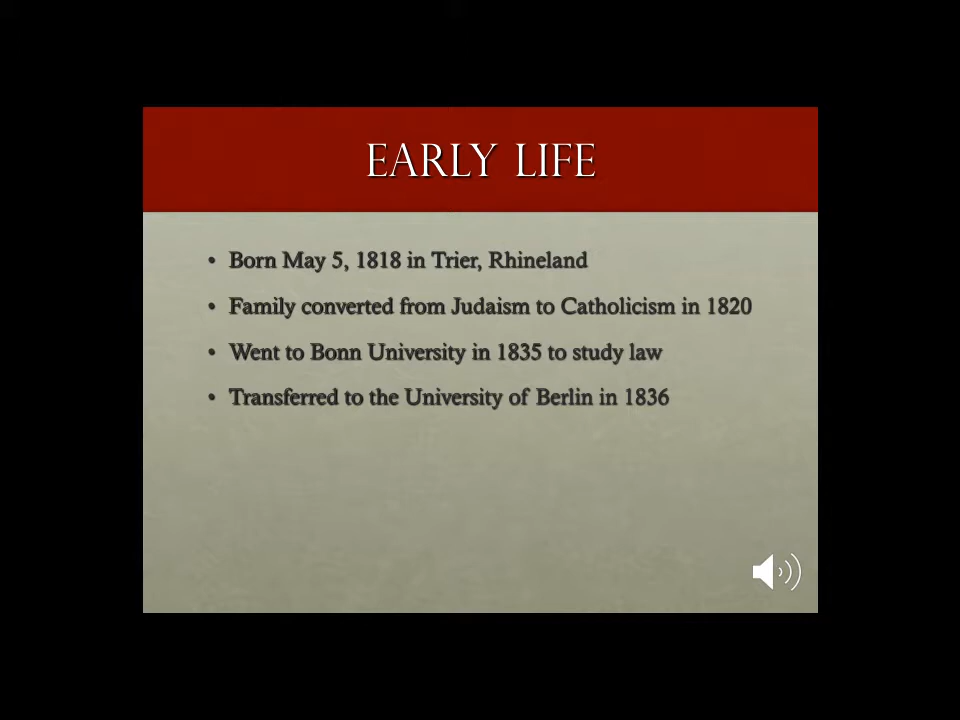 EARLY LIFE
• Born May 5, 1818 in Trier, Rhineland
• Family converted from Judaism to Catholicism in 1820
• Went to Bonn University in 1835 to study law
• Transferred to the University of Berlin in 1836